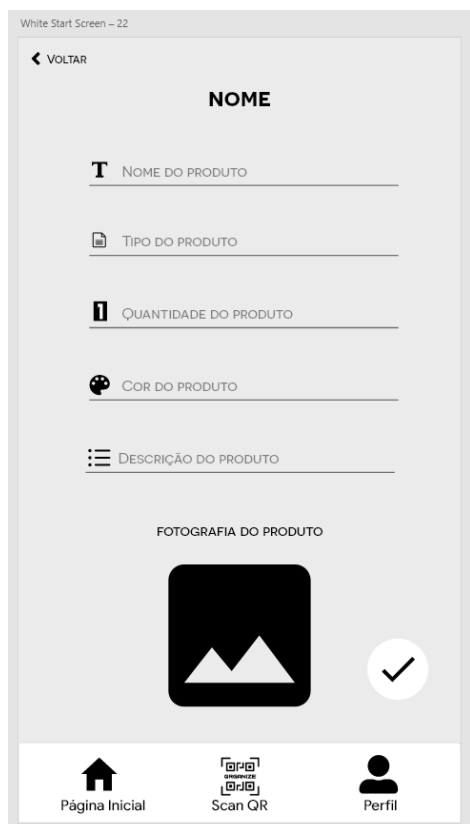 White Start Screen – 22
VOLTAR
NOME
T NOME DO PRODUTO
TIPO DO PRODUTO
1 QUANTIDADE DO PRODUTO
COR DO PRODUTO
DESCRIÇÃO DO PRODUTO
FOTOGRAFIA DO PRODUTO
ORGANIZE
Página Inicial Scan QR Perfil